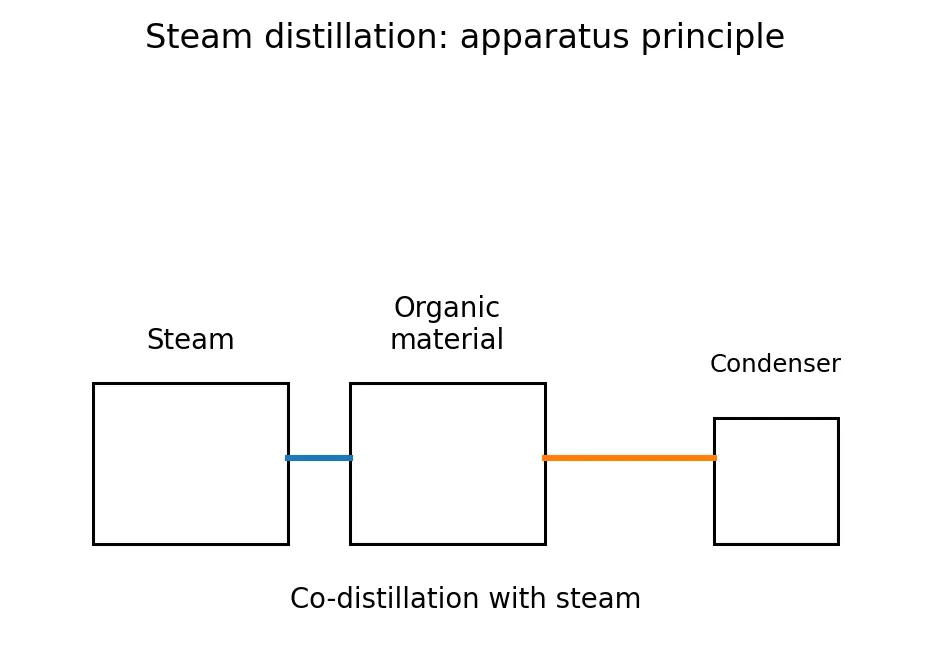 Steam distillation: apparatus principle
Organic
material
Steam
Condenser
Co-distillation with steam